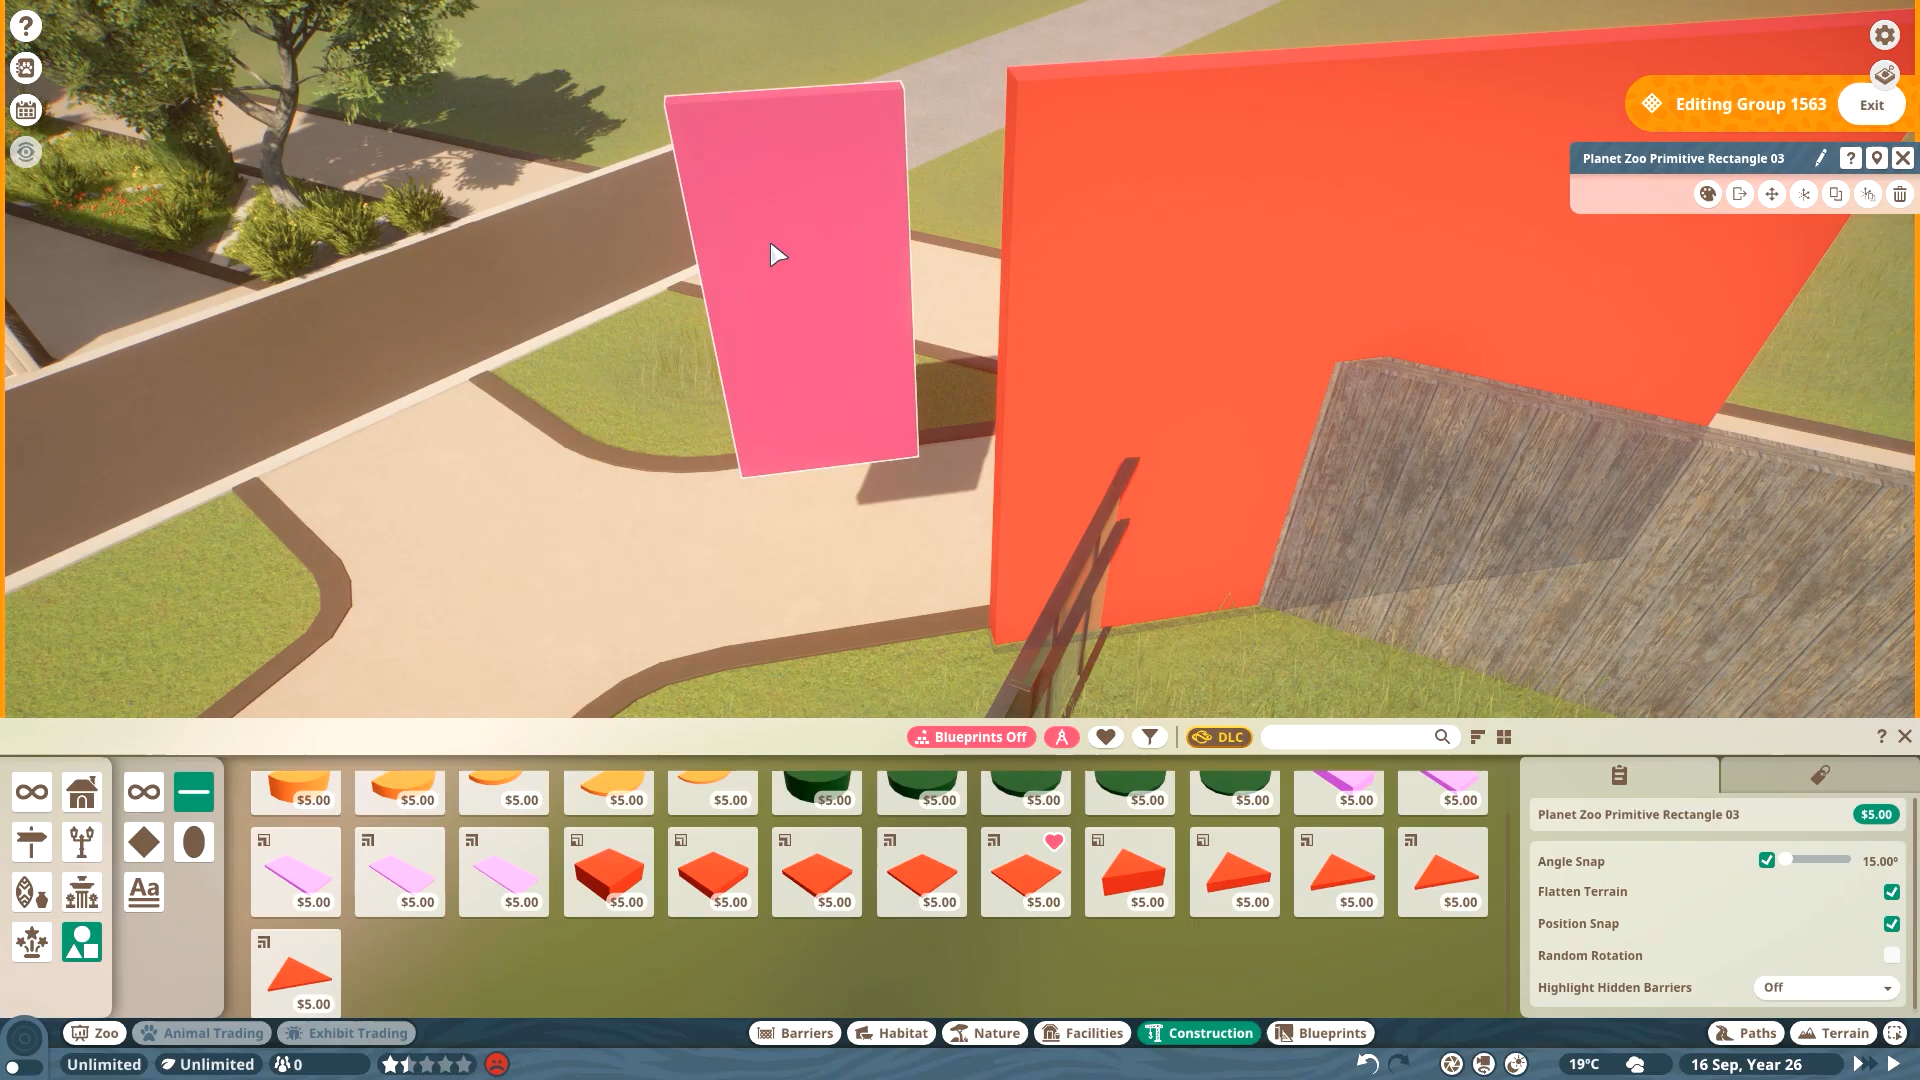 ?
Editing Group 1563
Exit
Planet Zoo Primitive Rectangle 03
?
Blueprints Off
DLC
?
$5.00 $5.00 $5.00 $5.00 $5.00 $5.00 $5.00 $5.00 $5.00 $5.00 $5.00 $5.00
Aa
$5.00 $5.00 $5.00 $5.00 $5.00 $5.00 $5.00 $5.00 $5.00 $5.00 $5.00 $5.00
$5.00
Planet Zoo Primitive Rectangle 03 $5.00
Angle Snap 15.00°
Flatten Terrain
Position Snap
Random Rotation
Highlight Hidden Barriers Off
Zoo Animal Trading Exhibit Trading Barriers Habitat Nature Facilities Construction Blueprints Paths Terrain
Unlimited Unlimited 0 19°C 16 Sep, Year 26